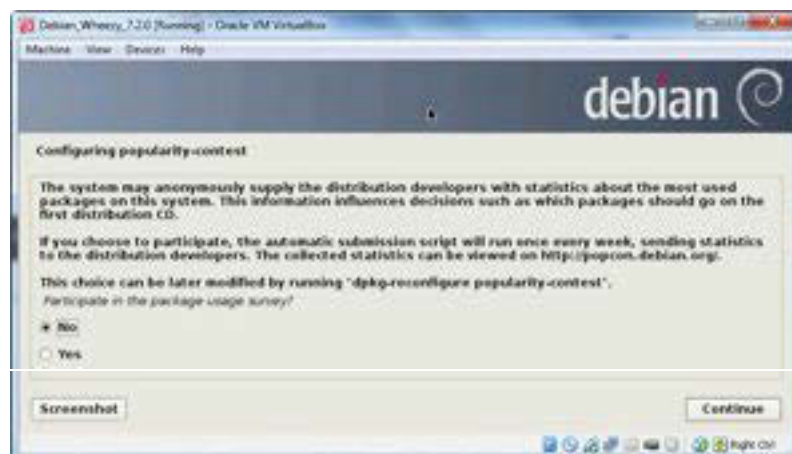 Debian_Wheezy_7.2.0 [Running] - Oracle VM VirtualBox
Machine View Devices Help
debian
Configuring popularity-contest
The system may anonymously supply the distribution developers with statistics about the most used
packages on this system. This information influences decisions such as which packages should go on the
first distribution CD.
If you choose to participate, the automatic submission script will run once every week, sending statistics
to the distribution developers. The collected statistics can be viewed on http://popcon.debian.org/.
This choice can be later modified by running "dpkg-reconfigure popularity-contest".
Participate in the package usage survey?
No
Yes
Screenshot
Continue
Right Ctrl